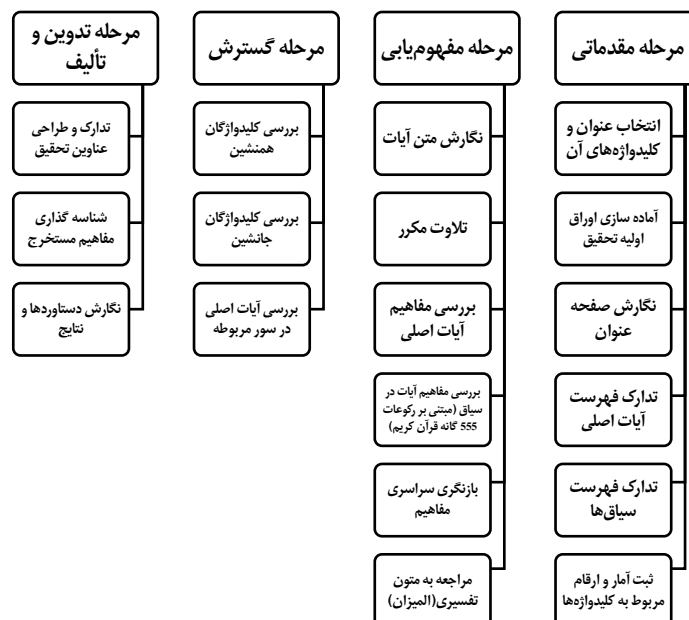 مرحله مقدماتی
انتخاب عنوان و
کلیدواژه‌های آن
آماده سازی اوراق
اولیه تحقیق
نگارش صفحه
عنوان
تدارک فهرست
آیات اصلی
تدارک فهرست
سیاق‌ها
ثبت آمار و ارقام
مربوط به کلیدواژه‌ها
مرحله مفهوم‌یابی
نگارش متن آیات
تلاوت مکرر
بررسی مفاهیم
آیات اصلی
بررسی مفاهیم آیات در
سیاق (مبتنی بر رکوعات
555 گانه قرآن کریم)
بازنگری سراسری
مفاهیم
مراجعه به متون
تفسیری(المیزان)
مرحله گسترش
بررسی کلیدواژگان
همنشین
بررسی کلیدواژگان
جانشین
بررسی آیات اصلی
در سور مربوطه
مرحله تدوین و
تألیف
تدارک و طراحی
عناوین تحقیق
شناسه گذاری
مفاهیم مستخرج
نگارش دستاوردها و
نتایج